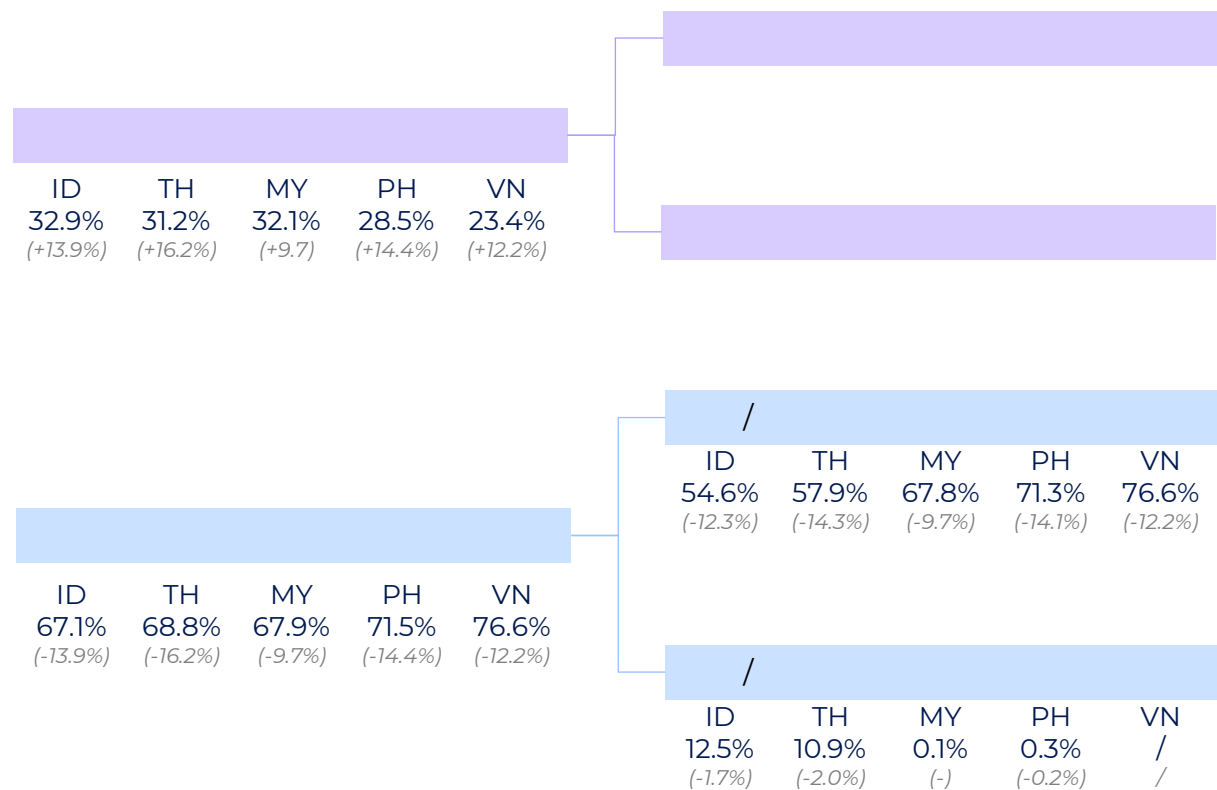 ID TH MY PH VN
32.9% 31.2% 32.1% 28.5% 23.4%
(+13.9%) (+16.2%) (+9.7) (+14.4%) (+12.2%)
/
ID TH MY PH VN
54.6% 57.9% 67.8% 71.3% 76.6%
(-12.3%) (-14.3%) (-9.7%) (-14.1%) (-12.2%)
ID TH MY PH VN
67.1% 68.8% 67.9% 71.5% 76.6%
(-13.9%) (-16.2%) (-9.7%) (-14.4%) (-12.2%)
/
ID TH MY PH VN
12.5% 10.9% 0.1% 0.3% /
(-1.7%) (-2.0%) (-) (-0.2%) /